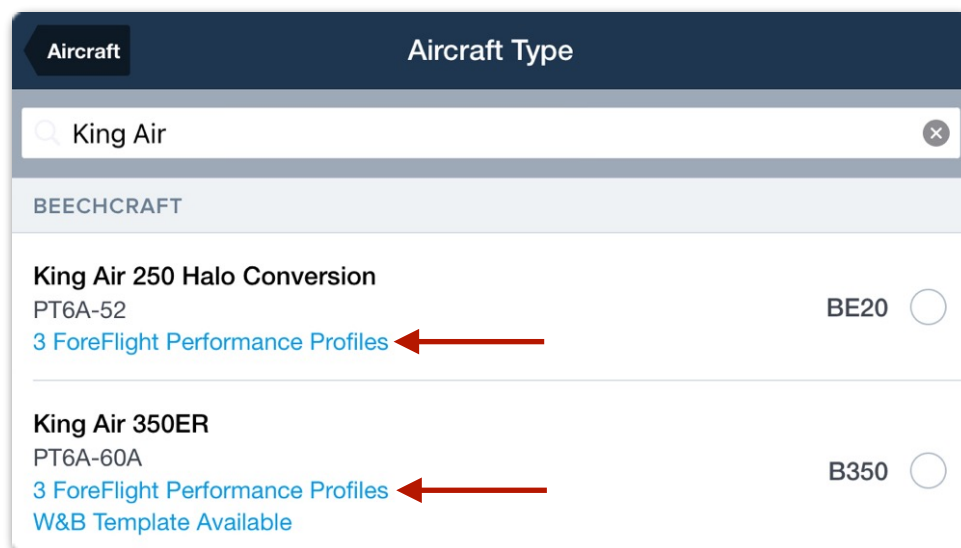 Aircraft
Aircraft Type
King Air
BEECHCRAFT
King Air 250 Halo Conversion
PT6A-52
3 ForeFlight Performance Profiles
BE20
King Air 350ER
PT6A-60A
3 ForeFlight Performance Profiles
W&B Template Available
B350